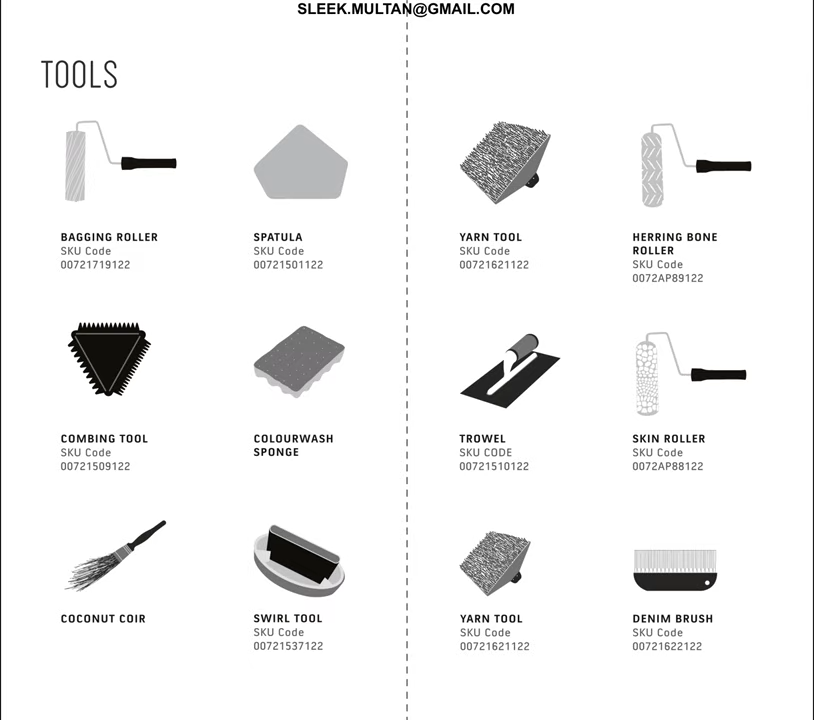 SLEEK.MULTAN@GMAIL.COM
TOOLS
BAGGING ROLLER
SKU Code
00721719122
SPATULA
SKU Code
00721501122
YARN TOOL
SKU Code
00721621122
HERRING BONE
ROLLER
SKU Code
0072AP89122
COMBING TOOL
SKU Code
00721509122
COLOURWASH
SPONGE
TROWEL
SKU CODE
00721510122
SKIN ROLLER
SKU Code
0072AP88122
COCONUT COIR
SWIRL TOOL
SKU Code
00721537122
YARN TOOL
SKU Code
00721621122
DENIM BRUSH
SKU Code
00721622122